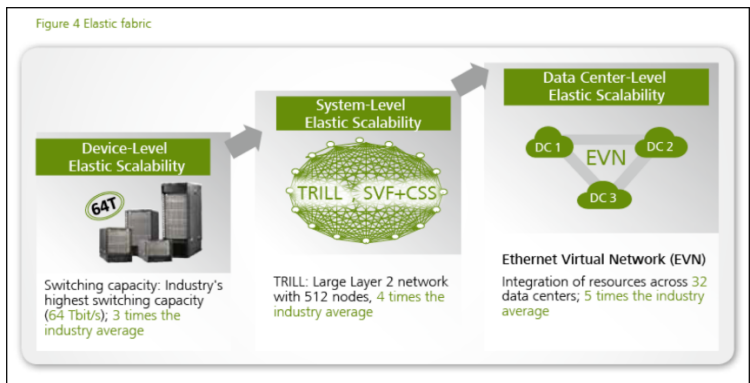 Figure 4 Elastic fabric
Device-Level
Elastic Scalability
64T
Switching capacity: Industry's
highest switching capacity
(64 Tbit/s); 3 times the
industry average
System-Level
Elastic Scalability
TRILL SVF+CSS
TRILL: Large Layer 2 network
with 512 nodes, 4 times the
industry average
Data Center-Level
Elastic Scalability
DC 1
EVN
DC 2
DC 3
Ethernet Virtual Network (EVN)
Integration of resources across 32
data centers; 5 times the industry
average